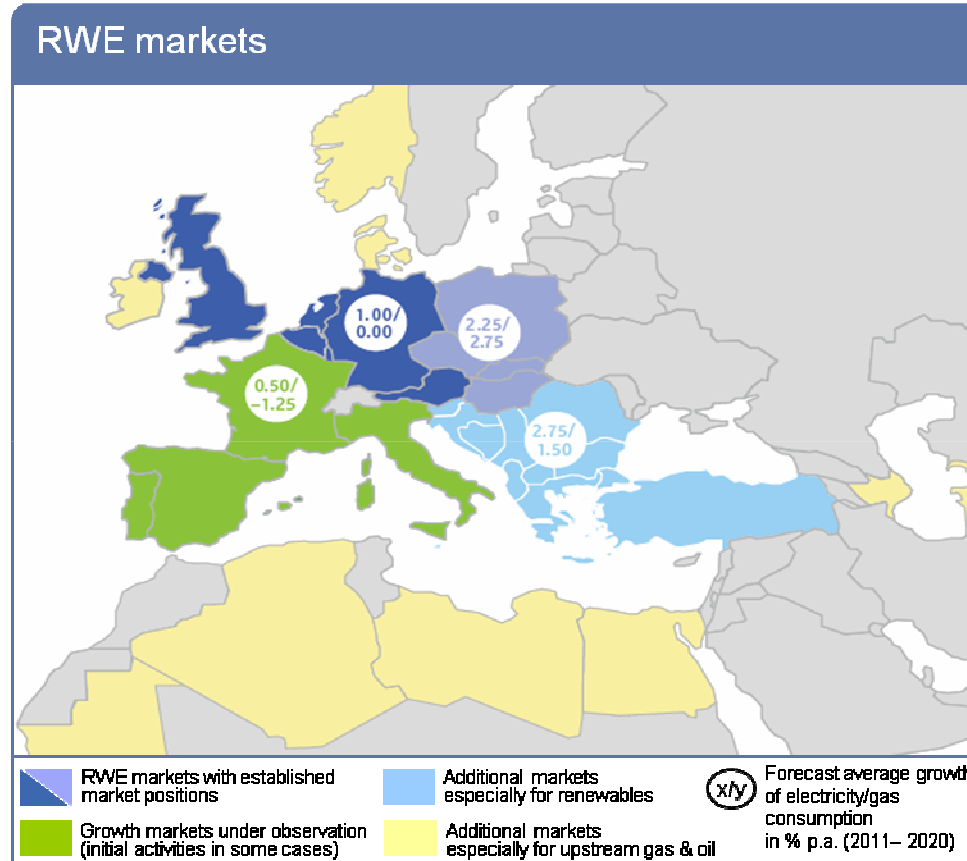 RWE markets
1.00/
0.00
2.25/
2.75
0.50/
–1.25
2.75/
1.50
RWE markets with established
market positions
Growth markets under observation
(initial activities in some cases)
Additional markets
especially for renewables
Additional markets
especially for upstream gas & oil
x/y
Forecast average growth
of electricity/gas
consumption
in % p.a. (2011– 2020)